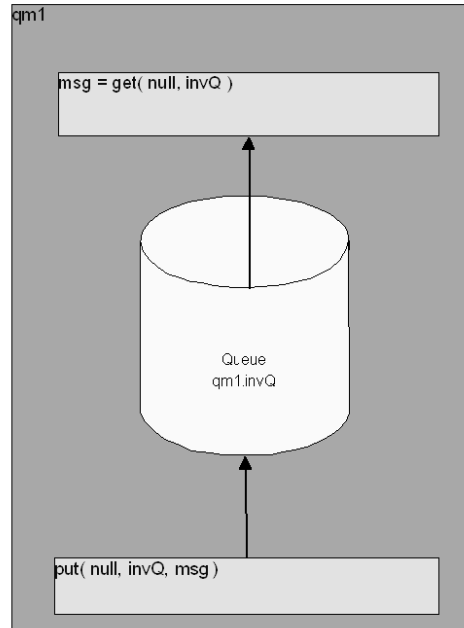 qm1
msg = get( null, invQ )
Queue
qm1.invQ
put( null, invQ, msg )